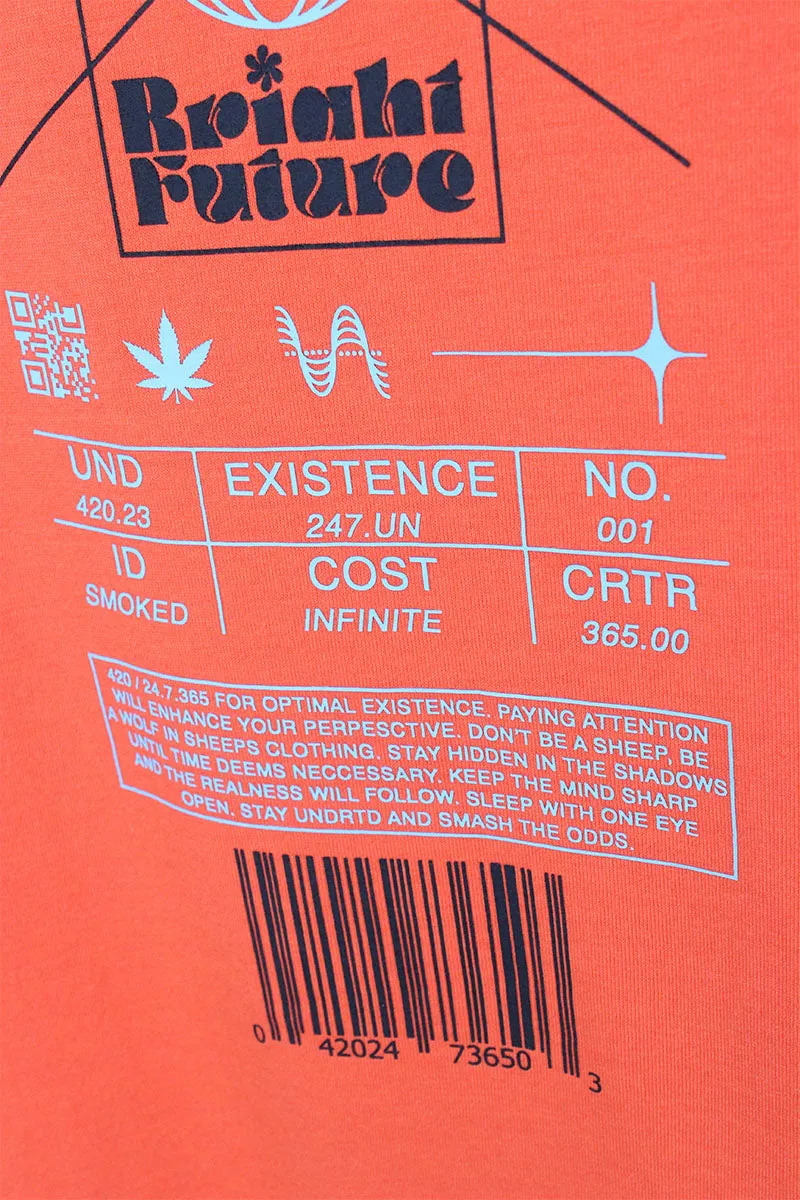 Bright
Future
UND EXISTENCE NO.
420.23 247.UN 001
ID COST CRTR
SMOKED INFINITE 365.00
420 / 24.7.365 FOR OPTIMAL EXISTENCE. PAYING ATTENTION
WILL ENHANCE YOUR PERPESCTIVE. DON'T BE A SHEEP, BE
A WOLF IN SHEEPS CLOTHING. STAY HIDDEN IN THE SHADOWS
UNTIL TIME DEEMS NECCESSARY. KEEP THE MIND SHARP
AND THE REALNESS WILL FOLLOW. SLEEP WITH ONE EYE
OPEN. STAY UNDRTD AND SMASH THE ODDS.
0 42024 73650 3